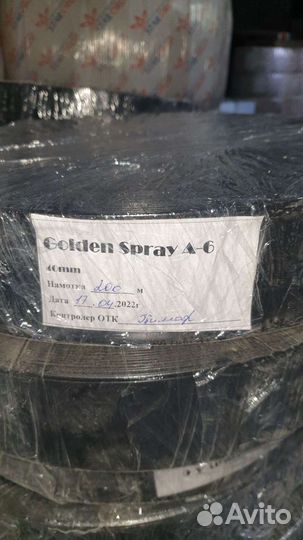 Golden Spray A-6
40mm
Намотка 200 м
Дата 17.04.2022г
Контролер ОТК
Avito